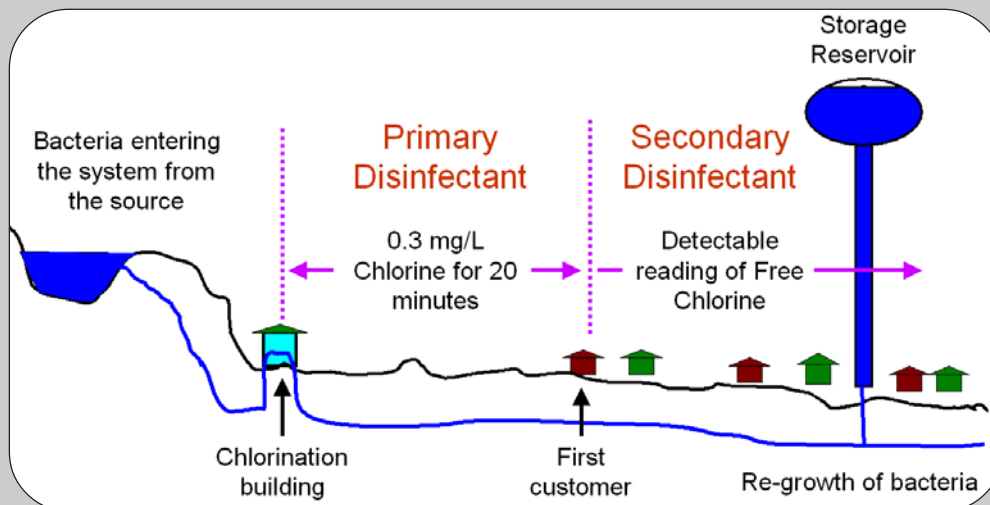 Storage
Reservoir
Bacteria entering
the system from
the source
Primary
Disinfectant
Secondary
Disinfectant
0.3 mg/L
Chlorine for 20
minutes
Detectable
reading of Free
Chlorine
Chlorination
building
First
customer
Re-growth of bacteria